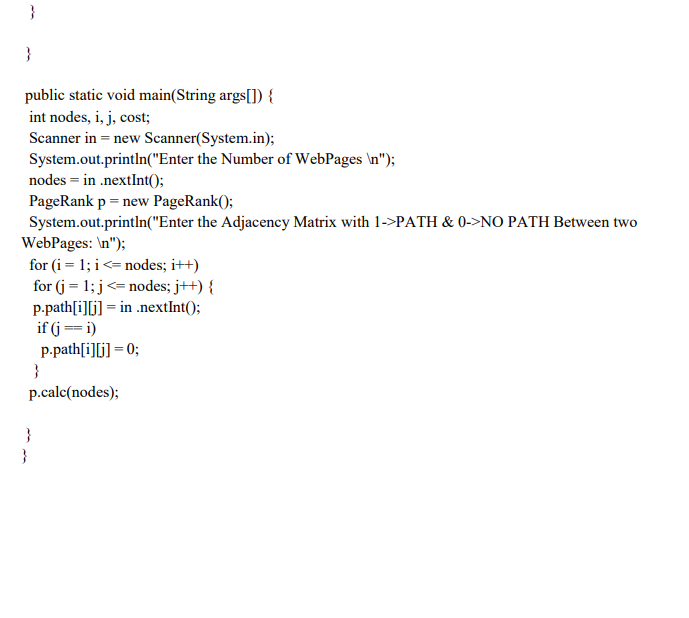 }
}
public static void main(String args[]) {
int nodes, i, j, cost;
Scanner in = new Scanner(System.in);
System.out.println("Enter the Number of WebPages \n");
nodes = in .nextInt();
PageRank p = new PageRank();
System.out.println("Enter the Adjacency Matrix with 1->PATH & 0->NO PATH Between two
WebPages: \n");
for (i = 1; i <= nodes; i++)
for (j = 1; j <= nodes; j++) {
p.path[i][j] = in .nextInt();
if (j == i)
p.path[i][j] = 0;
}
p.calc(nodes);
}
}